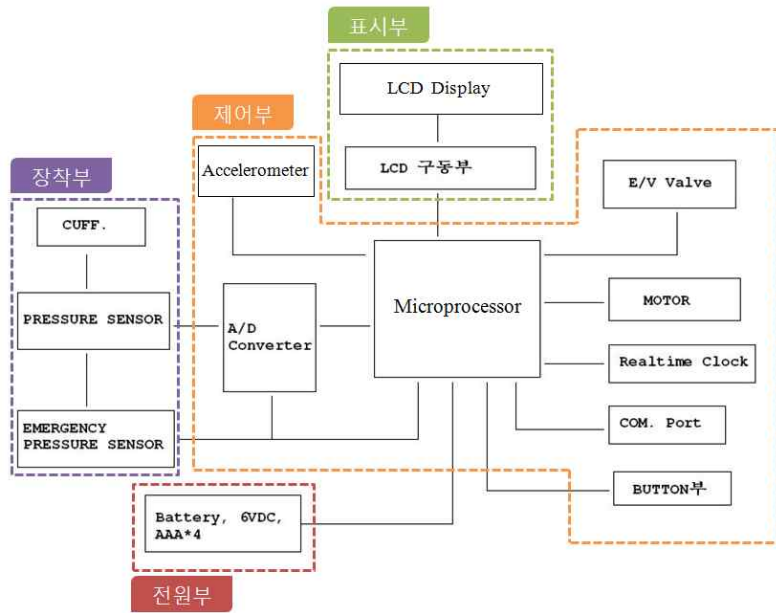 표시부
LCD Display
LCD 구동부
제어부
Accelerometer
E/V Valve
장착부
CUFF.
PRESSURE SENSOR
EMERGENCY
PRESSURE SENSOR
A/D
Converter
Microprocessor
MOTOR
Realtime Clock
COM. Port
BUTTON부
Battery, 6VDC,
AAA*4
전원부